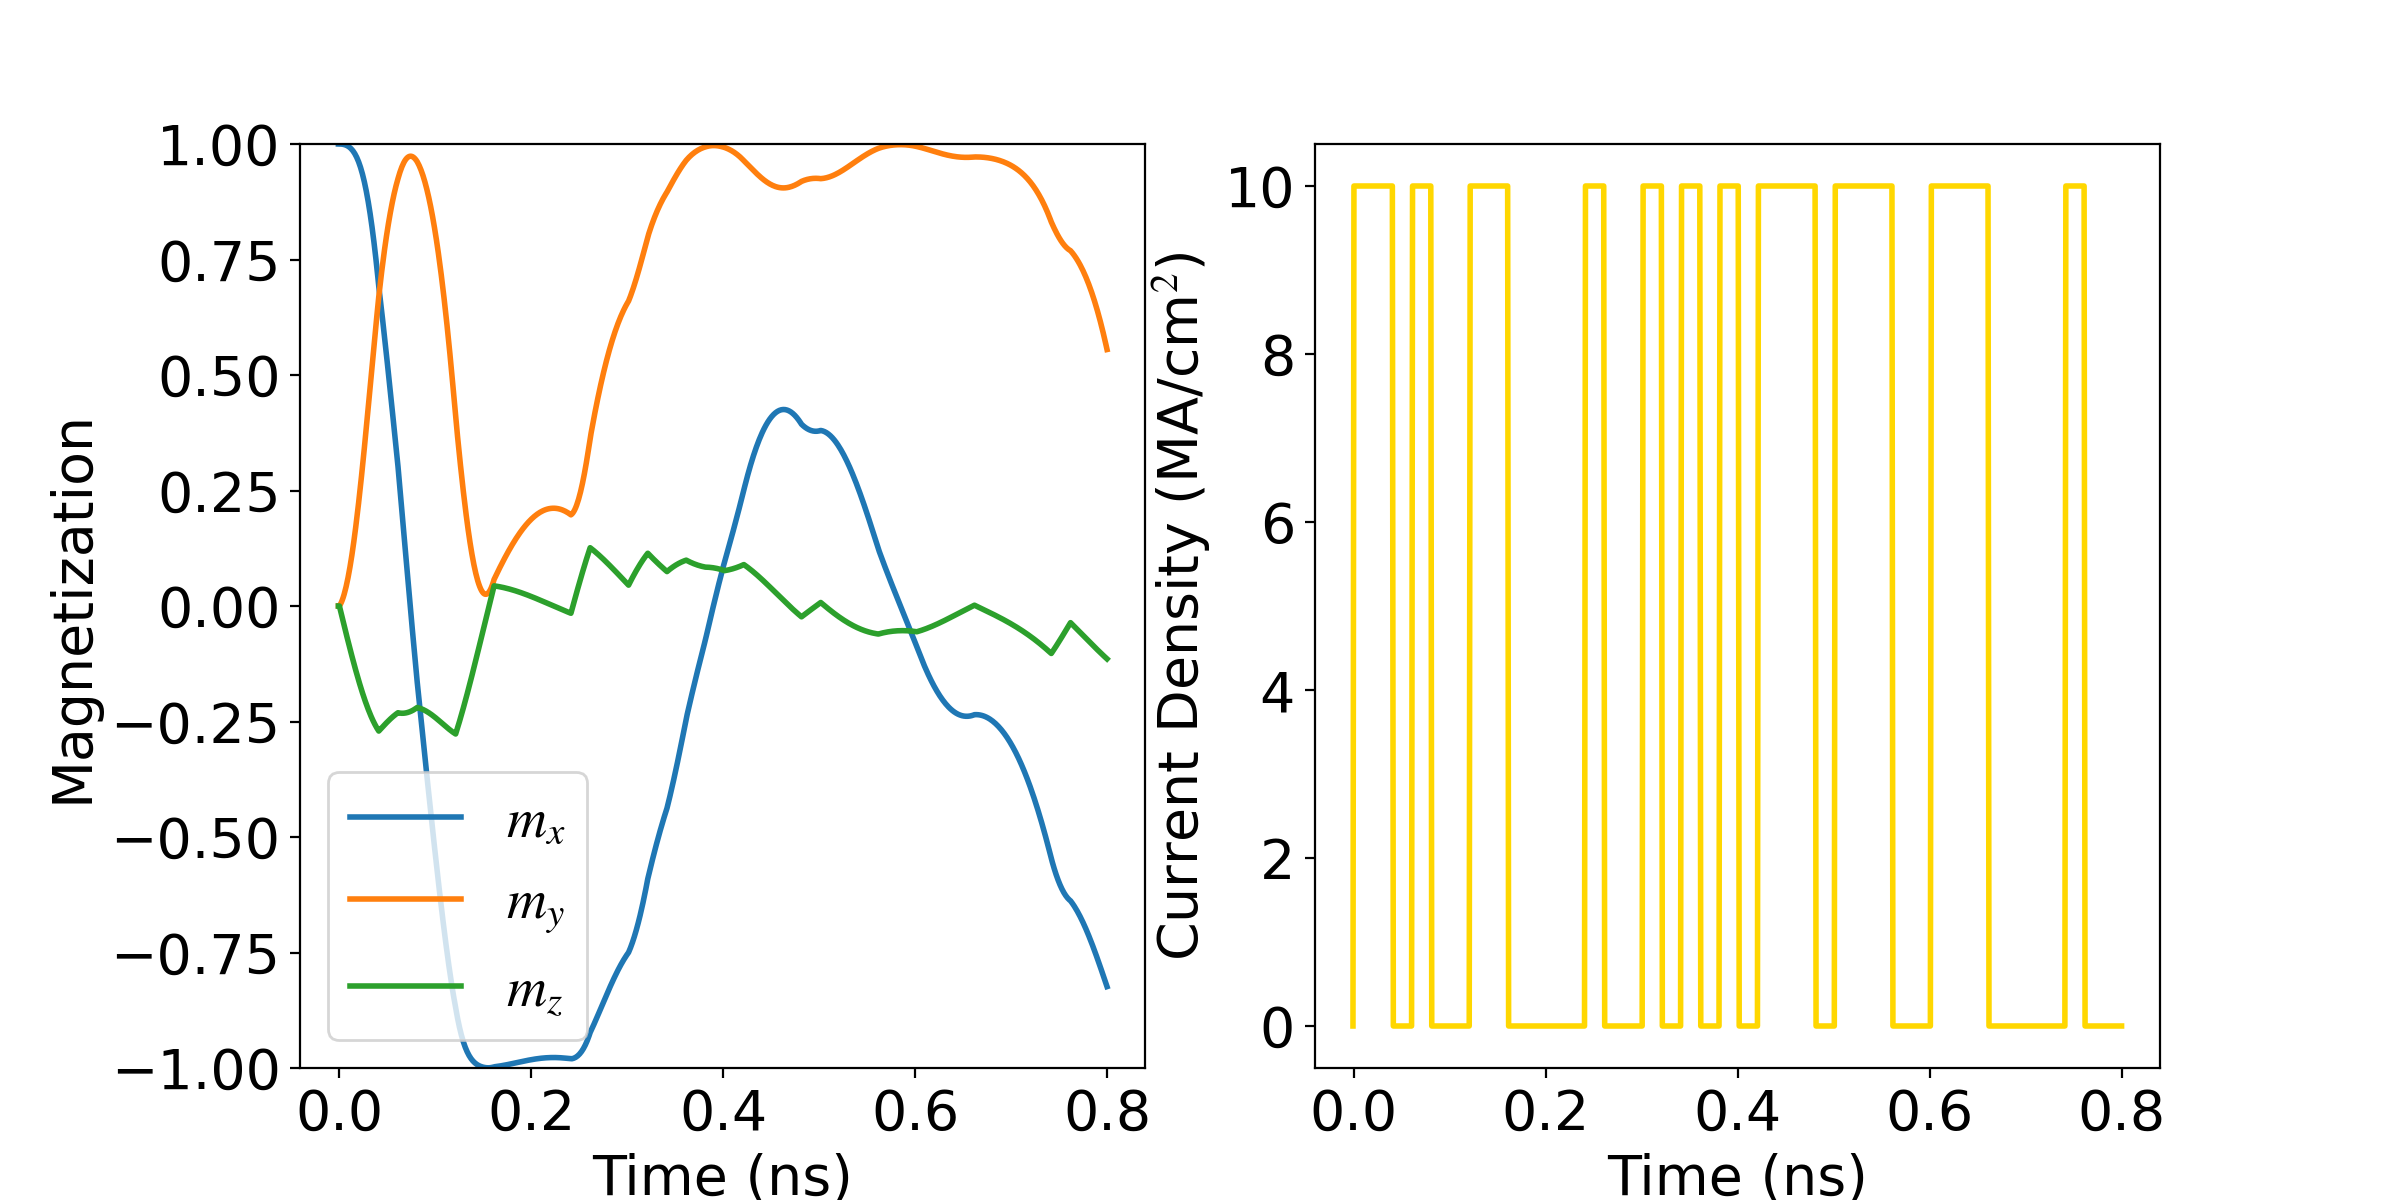 Magnetization
1.00
0.75
0.50
0.25
0.00
−0.25
−0.50
−0.75
−1.00
m_x
m_y
m_z
0.0 0.2 0.4 0.6 0.8
Time (ns)
Current Density (MA/cm²)
10
8
6
4
2
0
0.0 0.2 0.4 0.6 0.8
Time (ns)